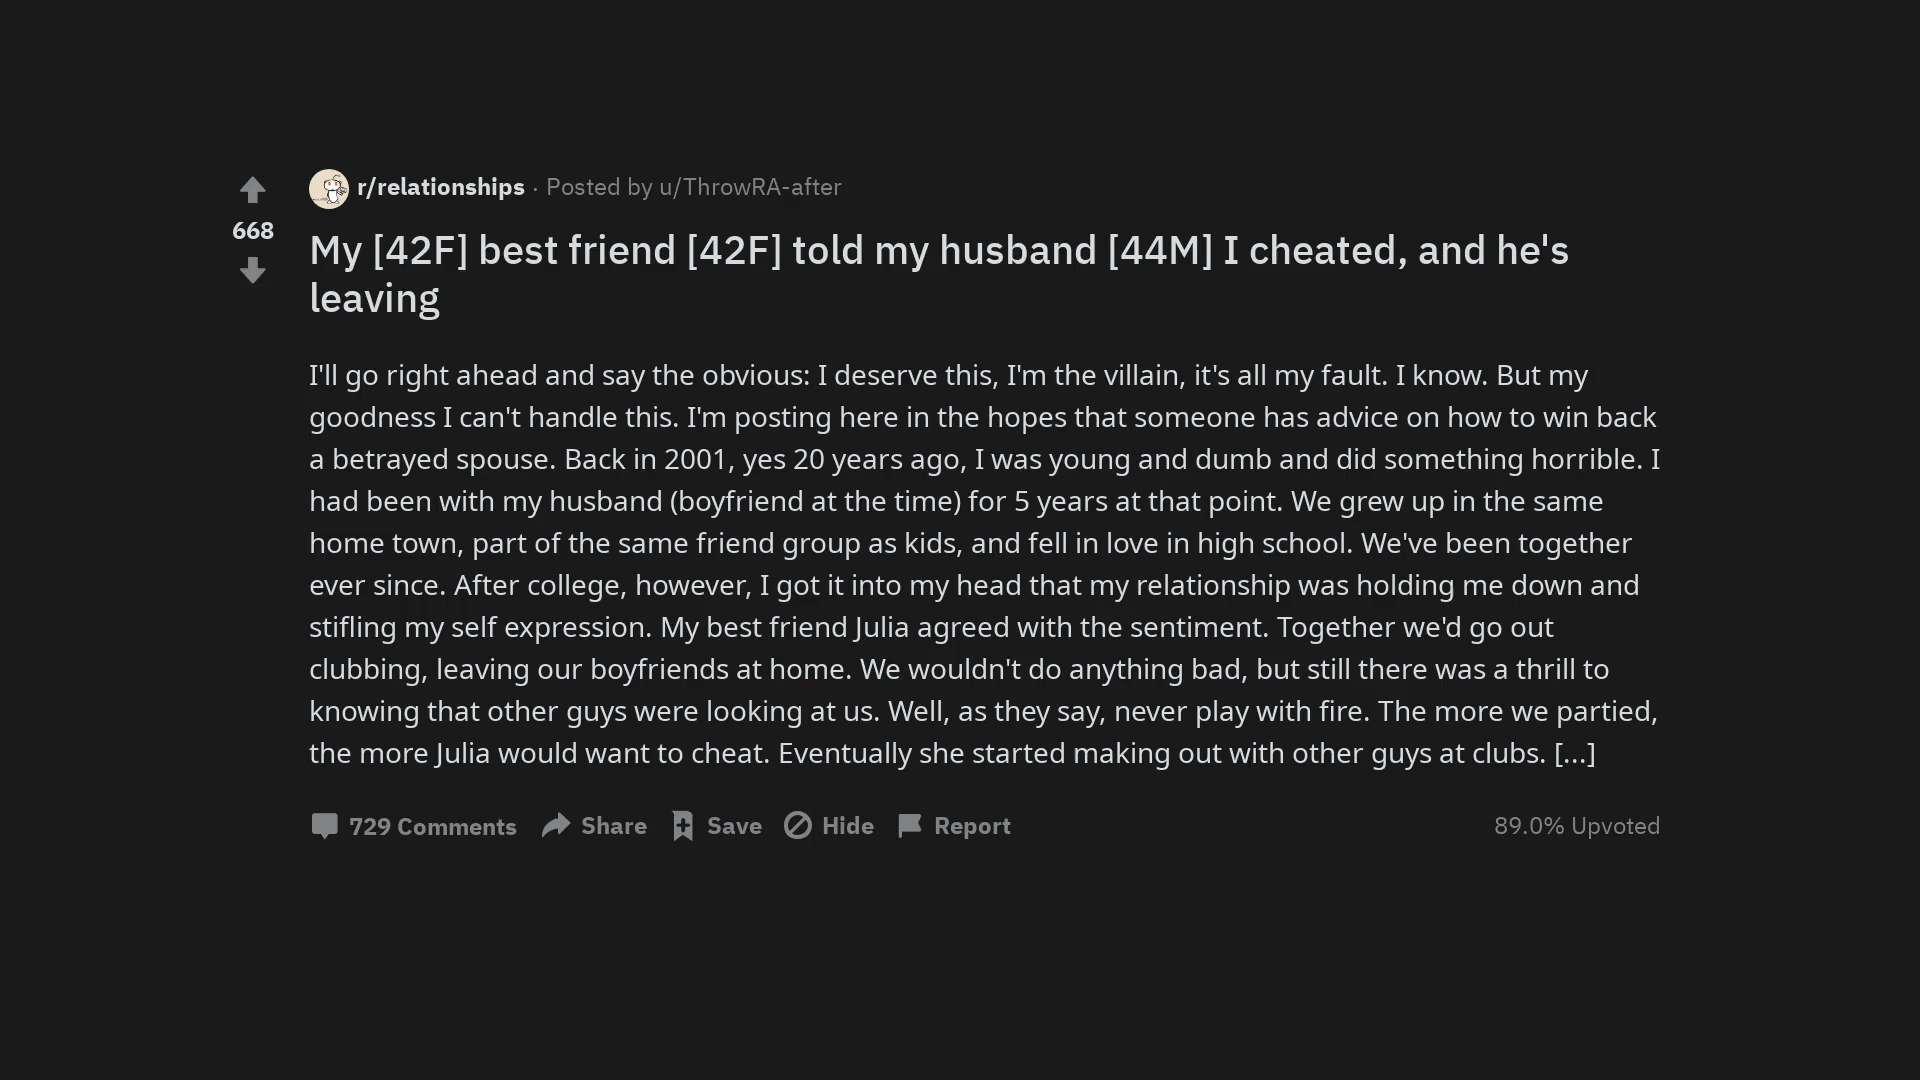 r/relationships · Posted by u/ThrowRA-after
668
My [42F] best friend [42F] told my husband [44M] I cheated, and he's
leaving
I'll go right ahead and say the obvious: I deserve this, I'm the villain, it's all my fault. I know. But my
goodness I can't handle this. I'm posting here in the hopes that someone has advice on how to win back
a betrayed spouse. Back in 2001, yes 20 years ago, I was young and dumb and did something horrible. I
had been with my husband (boyfriend at the time) for 5 years at that point. We grew up in the same
home town, part of the same friend group as kids, and fell in love in high school. We've been together
ever since. After college, however, I got it into my head that my relationship was holding me down and
stifling my self expression. My best friend Julia agreed with the sentiment. Together we'd go out
clubbing, leaving our boyfriends at home. We wouldn't do anything bad, but still there was a thrill to
knowing that other guys were looking at us. Well, as they say, never play with fire. The more we partied,
the more Julia would want to cheat. Eventually she started making out with other guys at clubs. [...]
729 Comments Share Save Hide Report 89.0% Upvoted